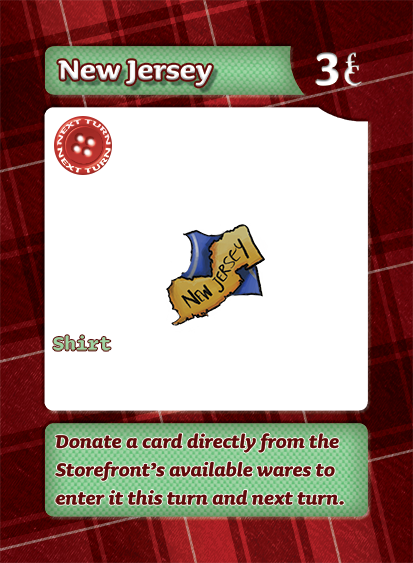 New Jersey
3
NEXT TURN
NEXT TURN
NEW JERSEY
Shirt
Donate a card directly from the
Storefront's available wares to
enter it this turn and next turn.